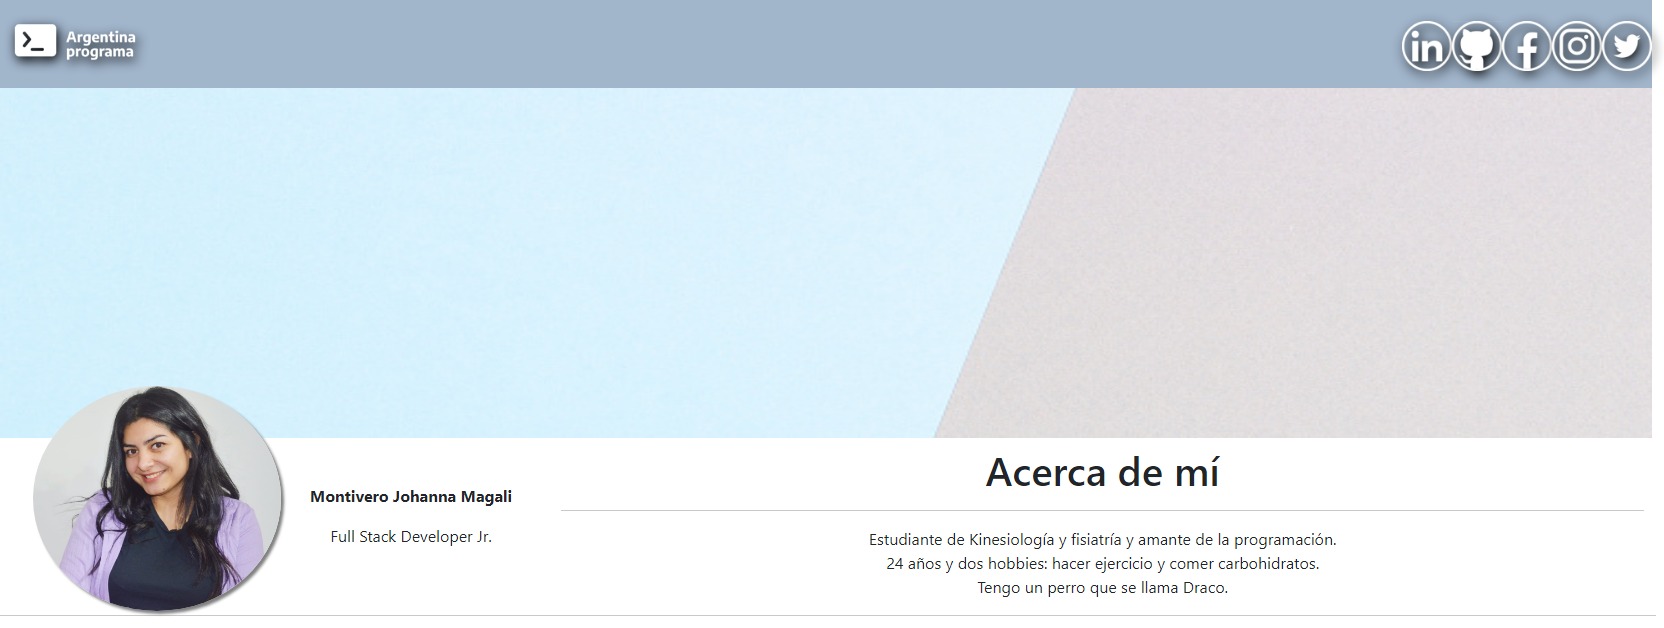 Argentina
programa
in
Acerca de mí
Montivero Johanna Magali
Full Stack Developer Jr.
Estudiante de Kinesiología y fisiatría y amante de la programación.
24 años y dos hobbies: hacer ejercicio y comer carbohidratos.
Tengo un perro que se llama Draco.